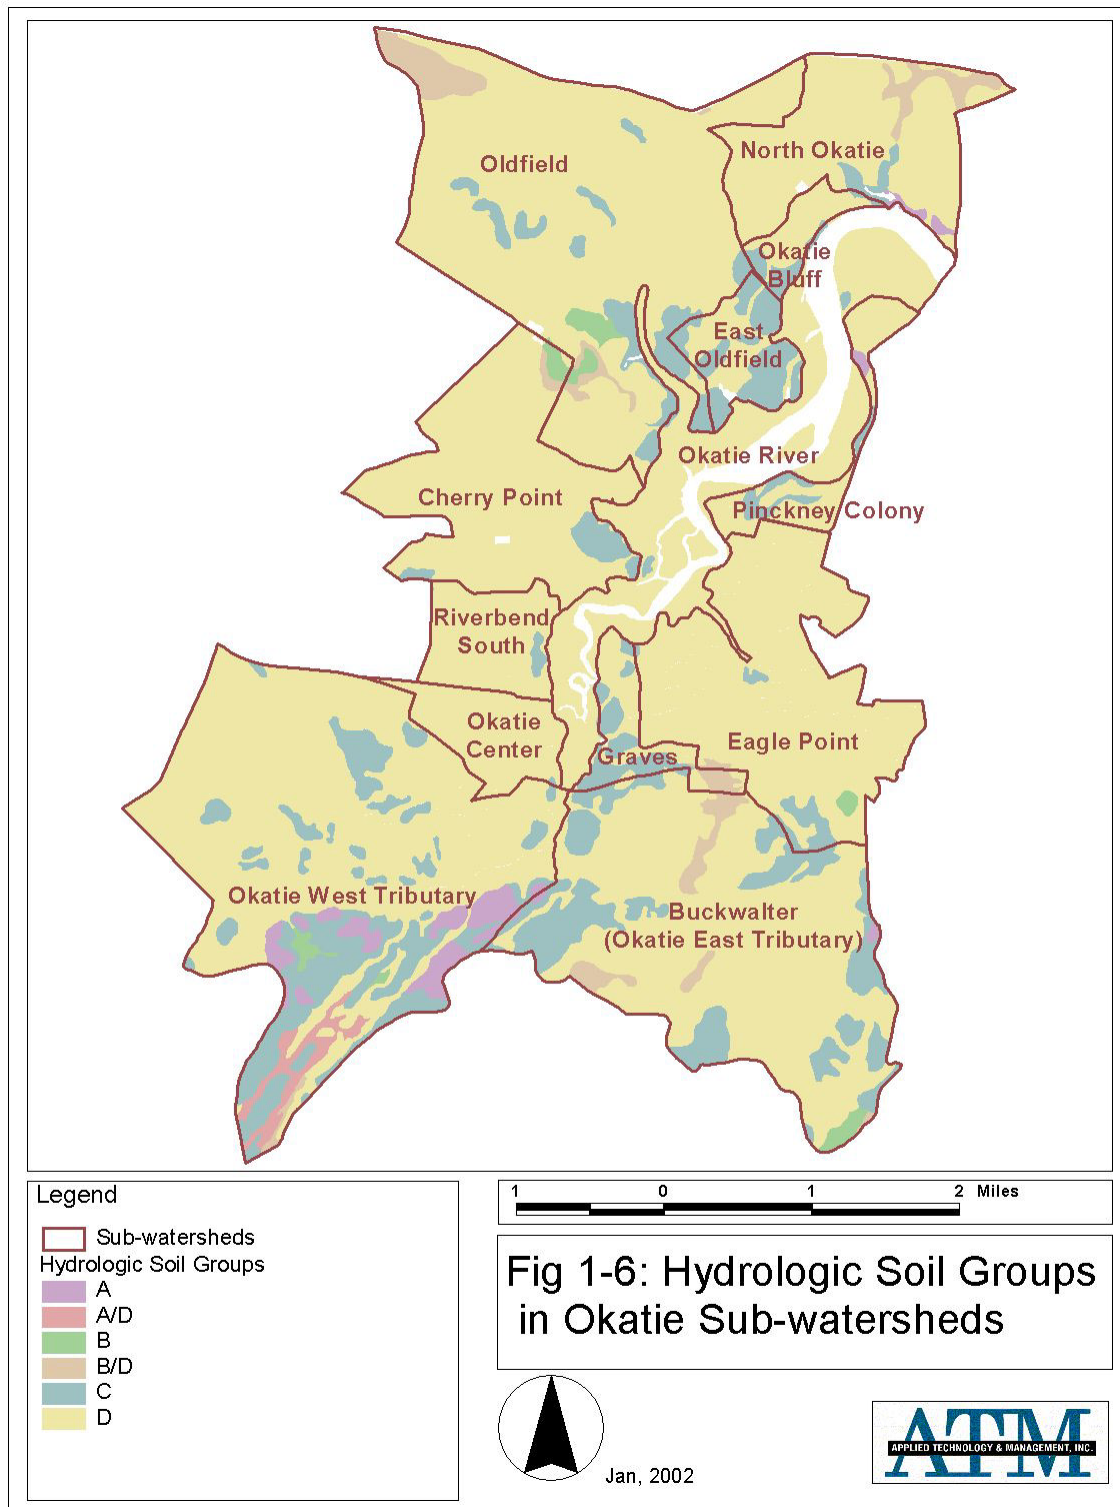 Oldfield
North Okatie
Okatie
Bluff
East
Oldfield
Okatie River
Cherry Point
Pinckney Colony
Riverbend
South
Okatie
Center
Graves
Eagle Point
Okatie West Tributary
Buckwalter
(Okatie East Tributary)
Legend
Sub-watersheds
Hydrologic Soil Groups
A
A/D
B
B/D
C
D
1 0 1 2 Miles
Fig 1-6: Hydrologic Soil Groups
in Okatie Sub-watersheds
Jan, 2002
ATM
APPLIED TECHNOLOGY & MANAGEMENT, INC.